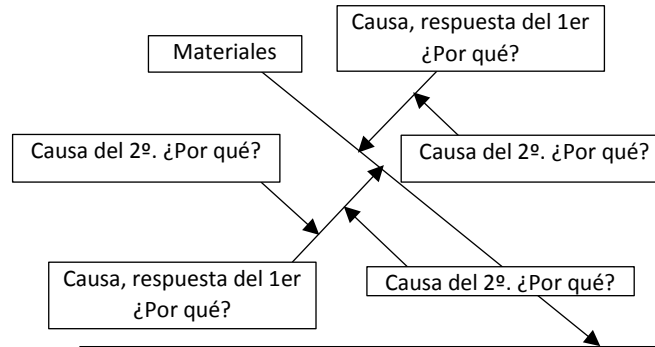 Causa, respuesta del 1er
¿Por qué?
Materiales
Causa del 2º. ¿Por qué?
Causa del 2º. ¿Por qué?
Causa, respuesta del 1er
¿Por qué?
Causa del 2º. ¿Por qué?